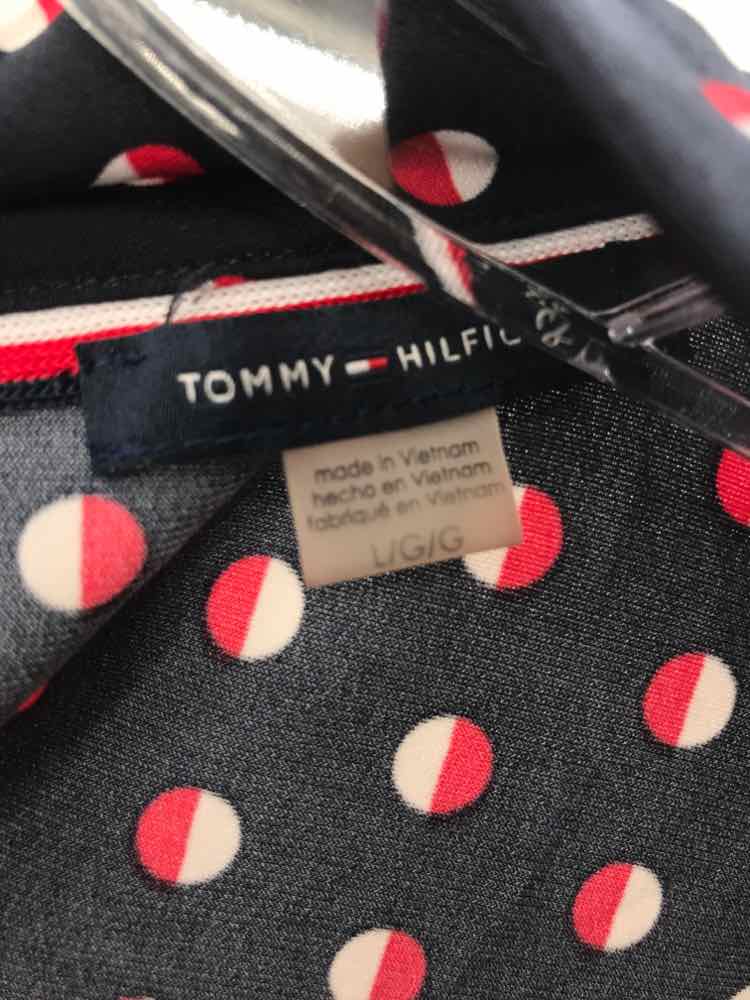 TOMMY HILFIG
made in Vietnam
hecho en Vietnam
fabriqué en Vietnam
L/G/G